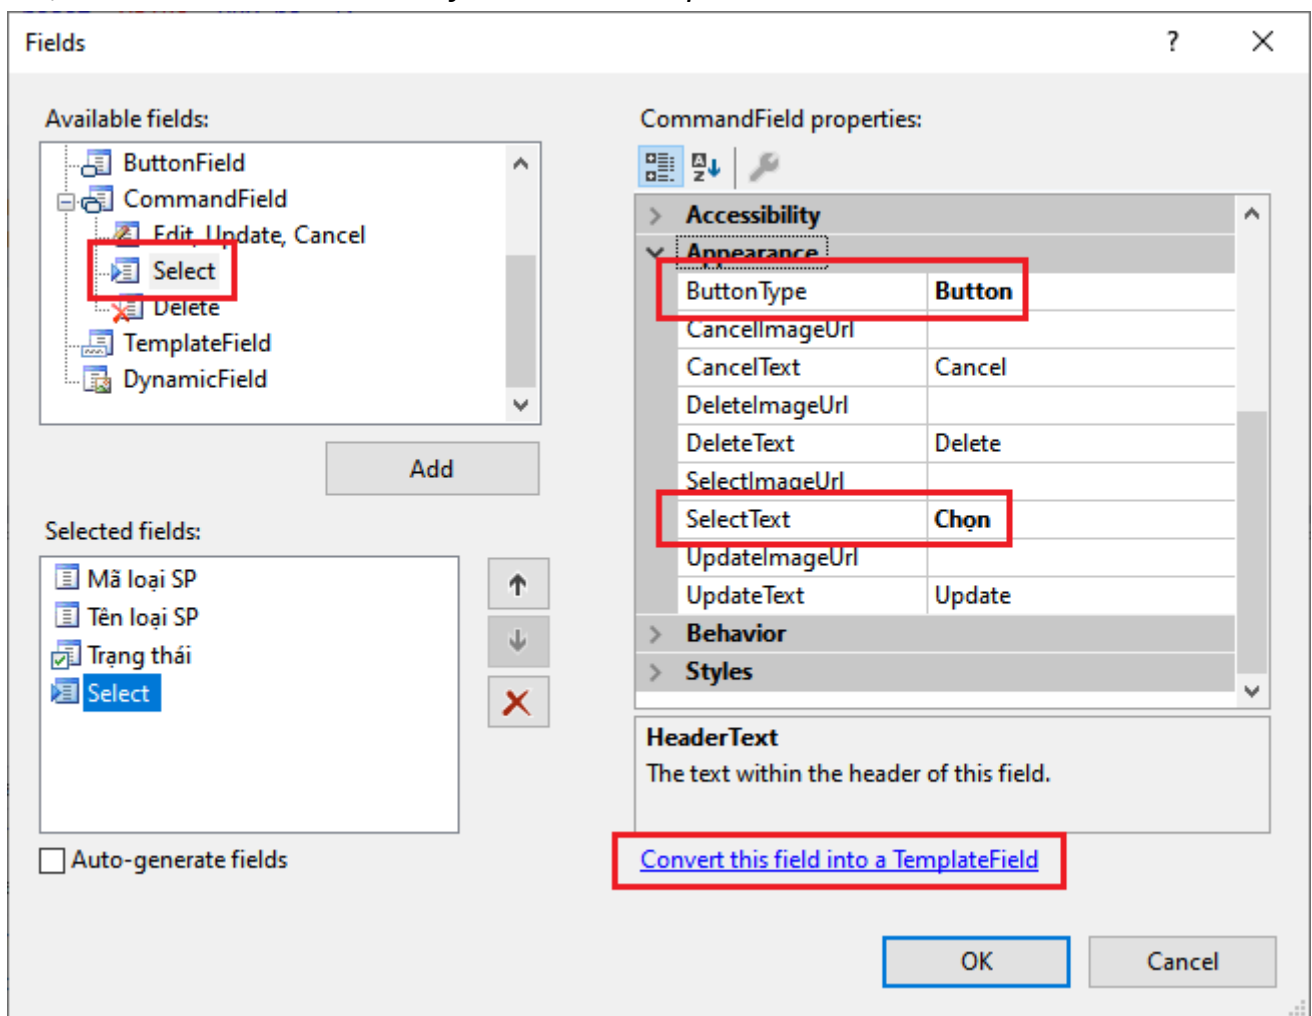 Fields
?
Available fields:
ButtonField
CommandField
Edit, Update, Cancel
Select
Delete
TemplateField
DynamicField
Add
Selected fields:
Mã loại SP
Tên loại SP
Trạng thái
Select
Auto-generate fields
CommandField properties:
Accessibility
Appearance
ButtonType Button
CancelImageUrl
CancelText Cancel
DeleteImageUrl
DeleteText Delete
SelectImageUrl
SelectText Chọn
UpdateImageUrl
UpdateText Update
Behavior
Styles
HeaderText
The text within the header of this field.
Convert this field into a TemplateField
OK
Cancel